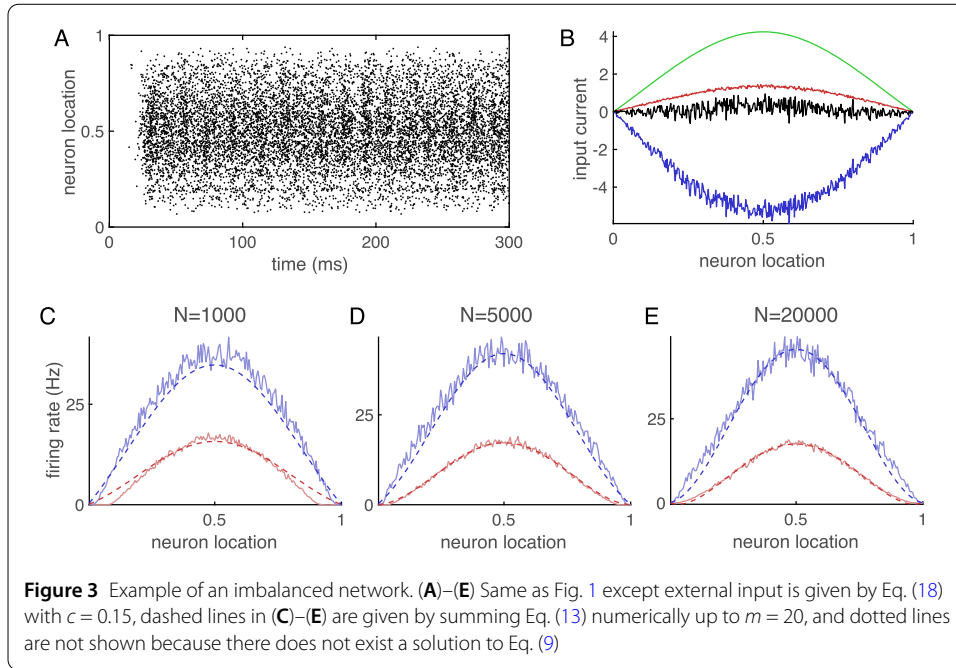 A
neuron location
1
0.5
0
0
100
200
300
time (ms)
B
input current
4
2
0
-2
-4
0
0.5
1
neuron location
C
N=1000
firing rate (Hz)
25
0
0.5
1
neuron location
D
N=5000
25
0
0.5
1
neuron location
E
N=20000
25
0
0.5
1
neuron location
Figure 3 Example of an imbalanced network. (A)–(E) Same as Fig. 1 except external input is given by Eq. (18)
with c = 0.15, dashed lines in (C)–(E) are given by summing Eq. (13) numerically up to m = 20, and dotted lines
are not shown because there does not exist a solution to Eq. (9)